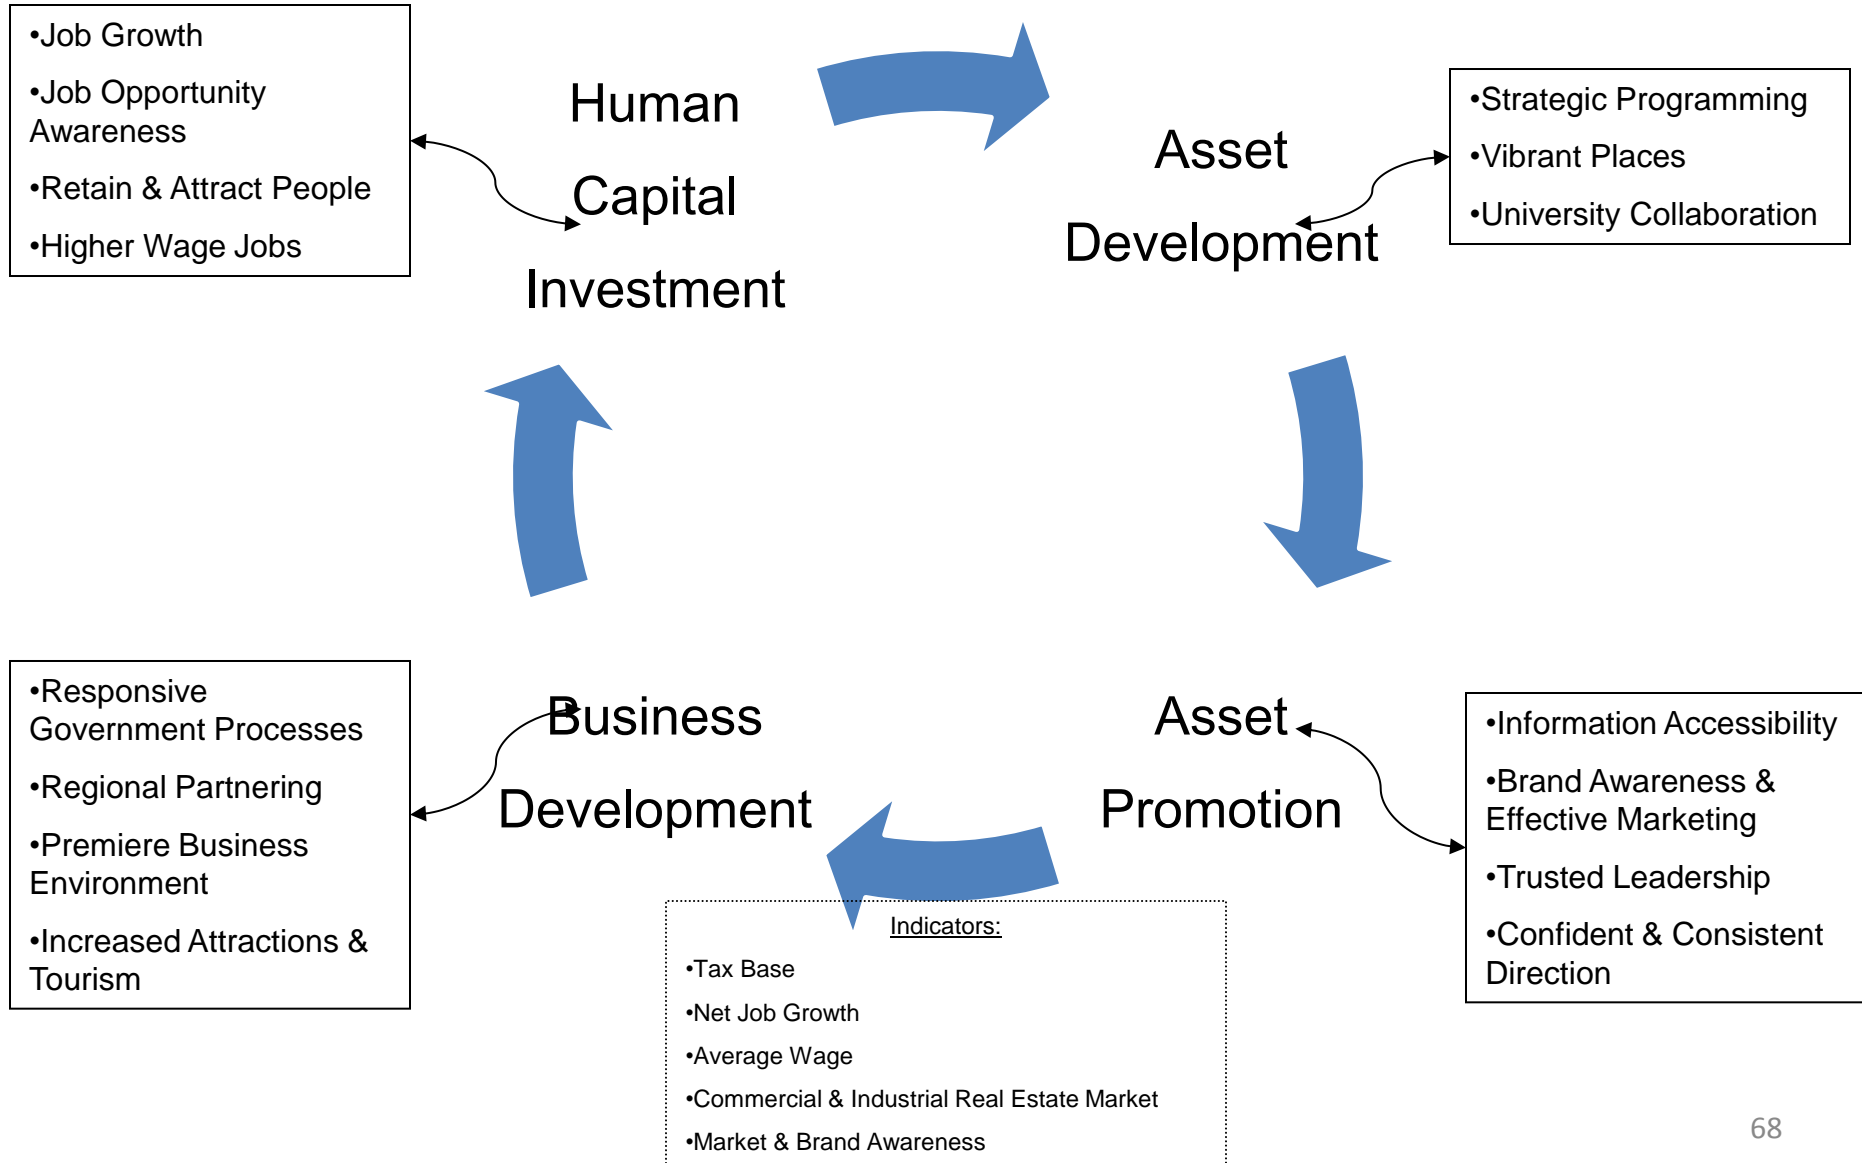 •Job Growth
•Job Opportunity
Awareness
•Retain & Attract People
•Higher Wage Jobs
Human
Capital
Investment
Asset
Development
•Strategic Programming
•Vibrant Places
•University Collaboration
•Responsive
Government Processes
•Regional Partnering
•Premiere Business
Environment
•Increased Attractions &
Tourism
Business
Development
Asset
Promotion
•Information Accessibility
•Brand Awareness &
Effective Marketing
•Trusted Leadership
•Confident & Consistent
Direction
Indicators:
•Tax Base
•Net Job Growth
•Average Wage
•Commercial & Industrial Real Estate Market
•Market & Brand Awareness
68